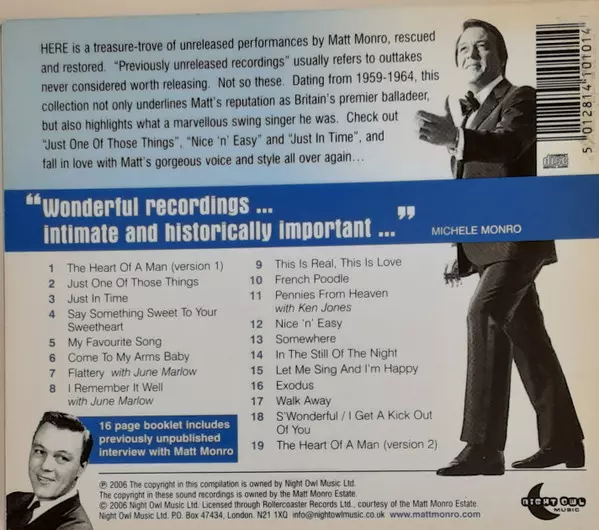 HERE is a treasure-trove of unreleased performances by Matt Monro, rescued
and restored. "Previously unreleased recordings" usually refers to outtakes
never considered worth releasing. Not so these. Dating from 1959-1964, this
collection not only underlines Matt's reputation as Britain's premier balladeer,
but also highlights what a marvellous swing singer he was. Check out
"Just One Of Those Things", "Nice 'n' Easy" and "Just In Time", and
fall in love with Matt's gorgeous voice and style all over again...
5 012814 101014
"Wonderful recordings ...
intimate and historically important ..."
MICHELE MONRO
1 The Heart Of A Man (version 1)
2 Just One Of Those Things
3 Just In Time
4 Say Something Sweet To Your
Sweetheart
5 My Favourite Song
6 Come To My Arms Baby
7 Flattery with June Marlow
8 I Remember It Well
with June Marlow
9 This Is Real, This Is Love
10 French Poodle
11 Pennies From Heaven
with Ken Jones
12 Nice 'n' Easy
13 Somewhere
14 In The Still Of The Night
15 Let Me Sing And I'm Happy
16 Exodus
17 Walk Away
18 S'Wonderful / I Get A Kick Out
Of You
19 The Heart Of A Man (version 2)
16 page booklet includes
previously unpublished
interview with Matt Monro
℗ 2006 The copyright in this compilation is owned by Night Owl Music Ltd.
The copyright in these sound recordings is owned by the Matt Monro Estate.
© 2006 Night Owl Music Ltd. Licensed through Rollercoaster Records Ltd., courtesy of the Matt Monro Estate.
Night Owl Music Ltd. P.O. Box 47434, London. N21 1XQ info@nightowlmusic.co.uk www.mattmonro.com
NIGHT OWL
MUSIC